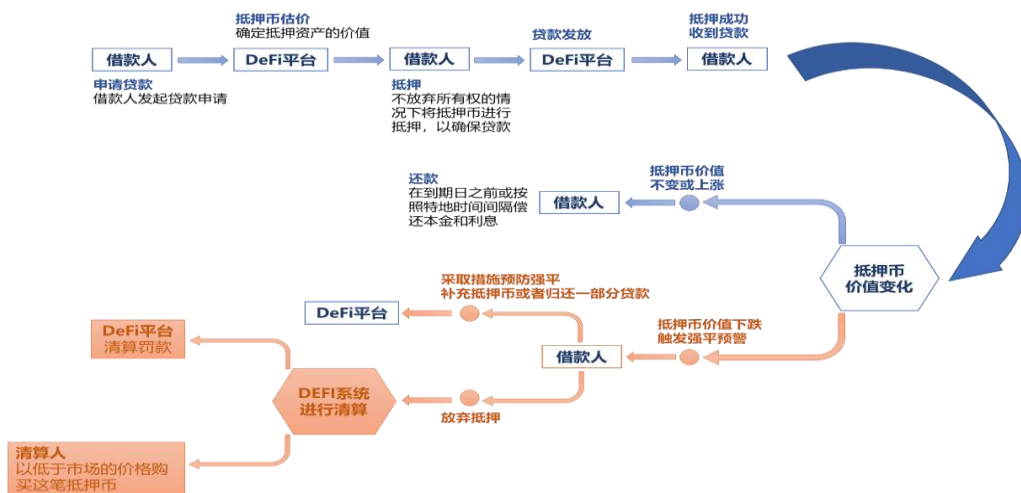 抵押币估价
确定抵押资产的价值
贷款发放
抵押成功
收到贷款
借款人
DeFi平台
借款人
DeFi平台
借款人
申请贷款
借款人发起贷款申请
抵押
不放弃所有权的情
况下将抵押币进行
抵押，以确保贷款
还款
在到期日之前或按
照特地时间间隔偿
还本金和利息
借款人
抵押币价值
不变或上涨
抵押币
价值变化
采取措施预防强平
补充抵押币或者归还一部分贷款
DeFi平台
抵押币价值下跌
触发强平预警
借款人
DeFi平台
清算罚款
DEFI系统
进行清算
放弃抵押
清算人
以低于市场的价格购
买这笔抵押币